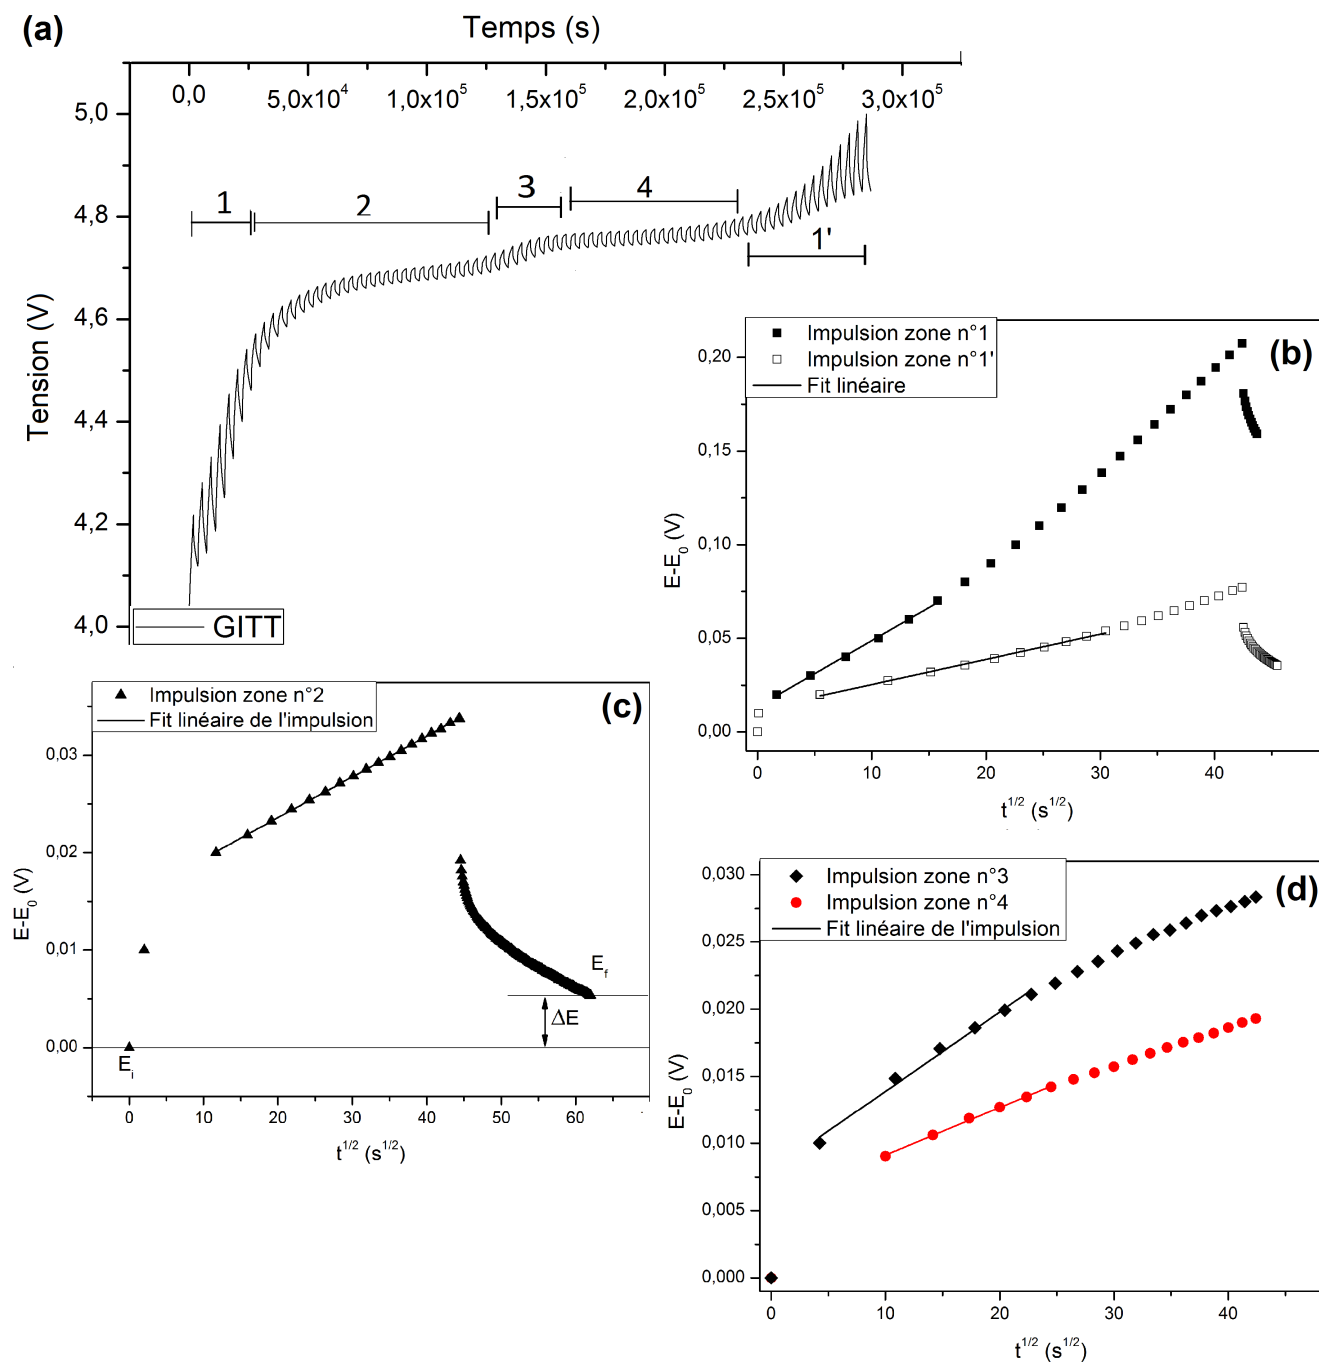 (a)
Temps (s)
0,0 5,0x10⁴ 1,0x10⁵ 1,5x10⁵ 2,0x10⁵ 2,5x10⁵ 3,0x10⁵
5,0
4,8
4,6
4,4
4,2
4,0
Tension (V)
1 2 3 4 1'
GITT
(b)
Impulsion zone n°1
Impulsion zone n°1'
Fit linéaire
0,20
0,15
0,10
0,05
0,00
E-E₀ (V)
0 10 20 30 40
t^1/2 (s^1/2)
(c)
Impulsion zone n°2
Fit linéaire de l'impulsion
0,03
0,02
0,01
0,00
E-E₀ (V)
E_f
ΔE
E_i
0 10 20 30 40 50 60
t^1/2 (s^1/2)
(d)
Impulsion zone n°3
Impulsion zone n°4
Fit linéaire de l'impulsion
0,030
0,025
0,020
0,015
0,010
0,005
0,000
E-E₀ (V)
0 10 20 30 40
t^1/2 (s^1/2)